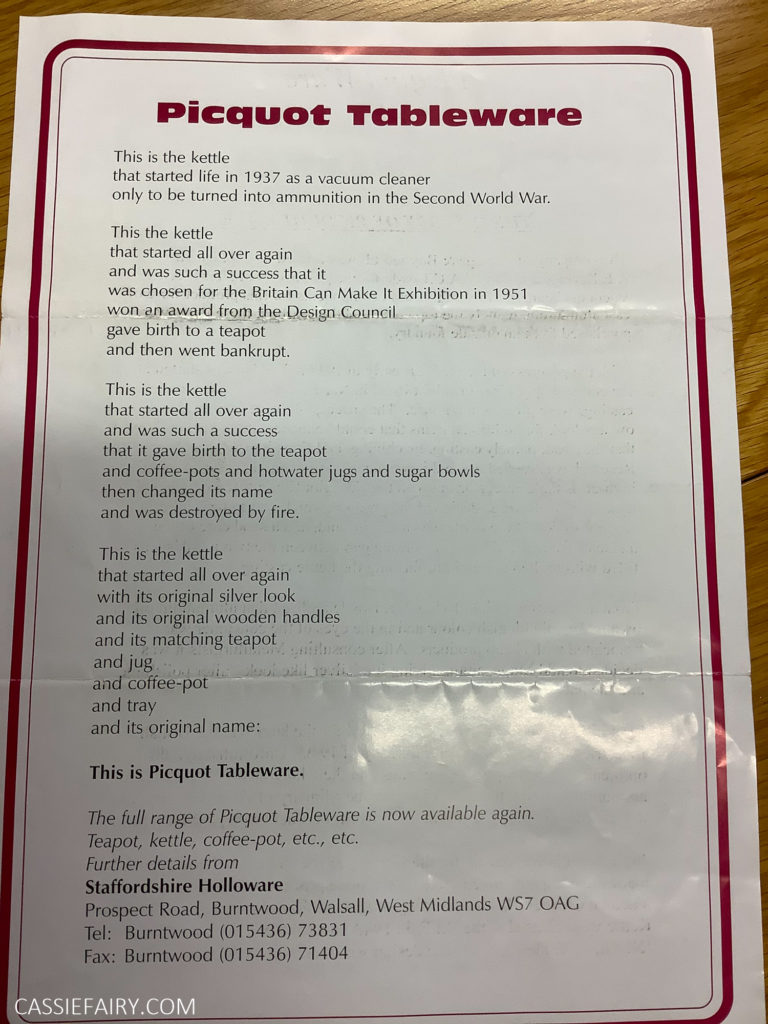 Picquot Tableware
This is the kettle
that started life in 1937 as a vacuum cleaner
only to be turned into ammunition in the Second World War.
This the kettle
that started all over again
and was such a success that it
was chosen for the Britain Can Make It Exhibition in 1951
won an award from the Design Council
gave birth to a teapot
and then went bankrupt.
This is the kettle
that started all over again
and was such a success
that it gave birth to the teapot
and coffee-pots and hotwater jugs and sugar bowls
then changed its name
and was destroyed by fire.
This is the kettle
that started all over again
with its original silver look
and its original wooden handles
and its matching teapot
and jug
and coffee-pot
and tray
and its original name:
This is Picquot Tableware.
The full range of Picquot Tableware is now available again.
Teapot, kettle, coffee-pot, etc., etc.
Further details from
Staffordshire Holloware
Prospect Road, Burntwood, Walsall, West Midlands WS7 OAG
Tel: Burntwood (015436) 73831
Fax: Burntwood (015436) 71404
CASSIEFAIRY.COM